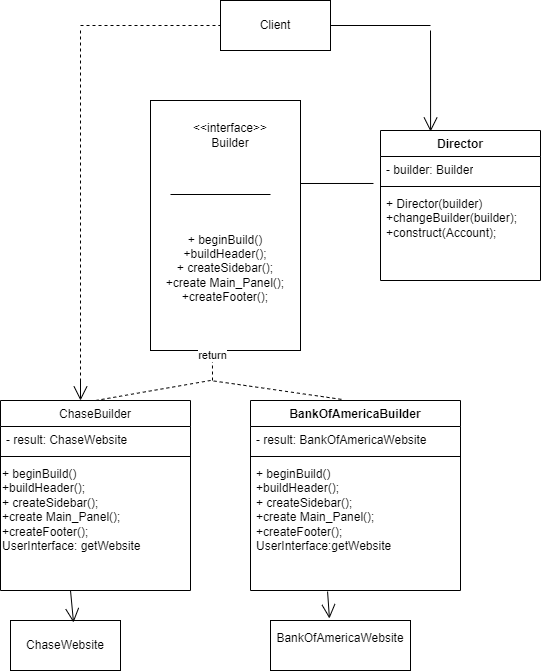 Client
<<interface>>
Builder
+ beginBuild()
+buildHeader();
+ createSidebar();
+create Main_Panel();
+createFooter();
Director
- builder: Builder
+ Director(builder)
+changeBuilder(builder);
+construct(Account);
return
ChaseBuilder
- result: ChaseWebsite
+ beginBuild()
+buildHeader();
+ createSidebar();
+create Main_Panel();
+createFooter();
UserInterface: getWebsite
BankOfAmericaBuilder
- result: BankOfAmericaWebsite
+ beginBuild()
+buildHeader();
+ createSidebar();
+create Main_Panel();
+createFooter();
UserInterface:getWebsite
ChaseWebsite
BankOfAmericaWebsite